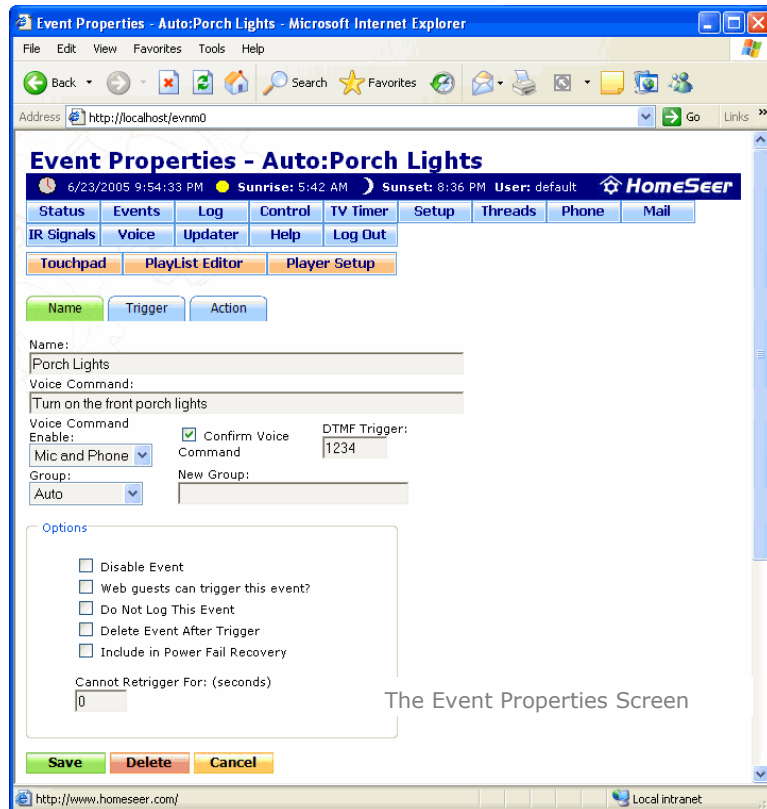 Event Properties - Auto:Porch Lights - Microsoft Internet Explorer
File Edit View Favorites Tools Help
Back Search Favorites
Address http://localhost/evnm0 Go Links »
Event Properties - Auto:Porch Lights
6/23/2005 9:54:33 PM Sunrise: 5:42 AM Sunset: 8:36 PM User: default HomeSeer
Status Events Log Control TV Timer Setup Threads Phone Mail
IR Signals Voice Updater Help Log Out
Touchpad PlayList Editor Player Setup
Name Trigger Action
Name:
Porch Lights
Voice Command:
Turn on the front porch lights
Voice Command
Enable:
Mic and Phone
Confirm Voice
Command
DTMF Trigger:
1234
Group:
Auto
New Group:
Options
Disable Event
Web guests can trigger this event?
Do Not Log This Event
Delete Event After Trigger
Include in Power Fail Recovery
Cannot Retrigger For: (seconds)
0
The Event Properties Screen
Save Delete Cancel
http://www.homeseer.com/ Local intranet